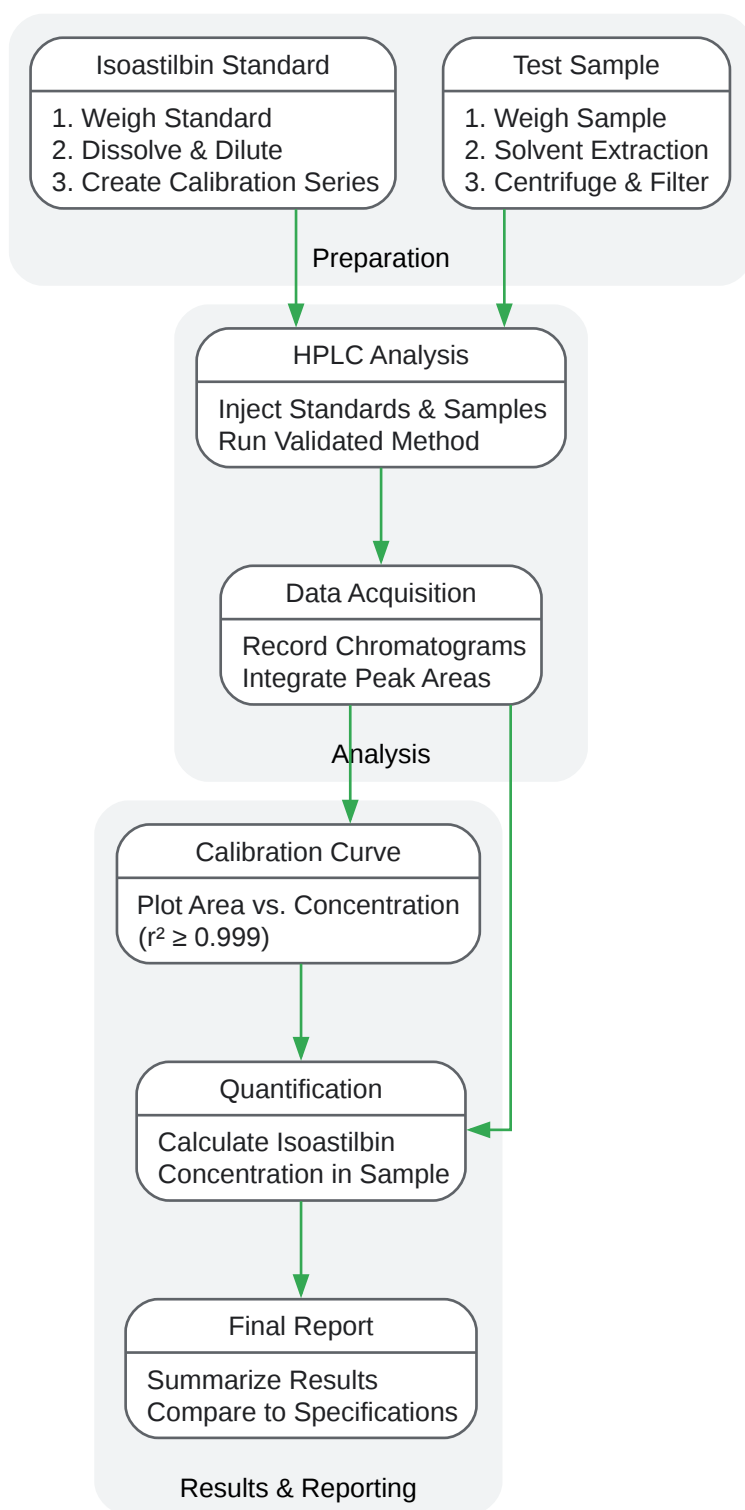 Isoastilbin Standard
1. Weigh Standard
2. Dissolve & Dilute
3. Create Calibration Series
Test Sample
1. Weigh Sample
2. Solvent Extraction
3. Centrifuge & Filter
Preparation
HPLC Analysis
Inject Standards & Samples
Run Validated Method
Data Acquisition
Record Chromatograms
Integrate Peak Areas
Analysis
Calibration Curve
Plot Area vs. Concentration
(r² ≥ 0.999)
Quantification
Calculate Isoastilbin
Concentration in Sample
Final Report
Summarize Results
Compare to Specifications
Results & Reporting